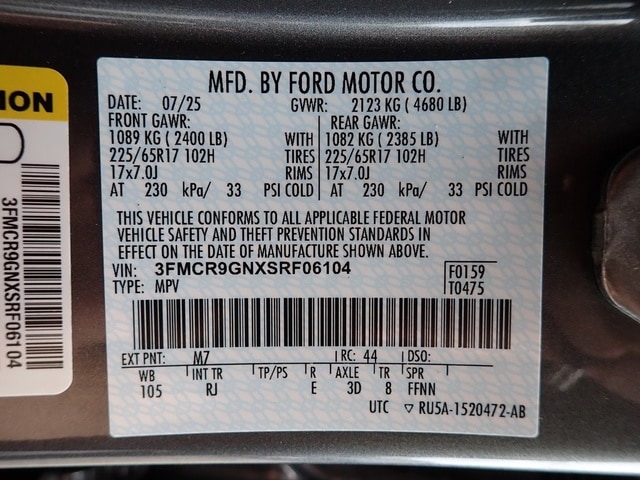 ION
3FMCR9GNXSRF06104
MFD. BY FORD MOTOR CO.
DATE: 07/25 GVWR: 2123 KG ( 4680 LB)
FRONT GAWR: REAR GAWR:
1089 KG ( 2400 LB) WITH 1082 KG ( 2385 LB) WITH
225/65R17 102H TIRES 225/65R17 102H TIRES
17x7.0J RIMS 17x7.0J RIMS
AT 230 kPa/ 33 PSI COLD AT 230 kPa/ 33 PSI COLD
THIS VEHICLE CONFORMS TO ALL APPLICABLE FEDERAL MOTOR
VEHICLE SAFETY AND THEFT PREVENTION STANDARDS IN
EFFECT ON THE DATE OF MANUFACTURE SHOWN ABOVE.
VIN: 3FMCR9GNXSRF06104 F0159
TYPE: MPV T0475
EXT PNT: M7 RC: 44 DSO:
WB INT TR TP/PS R AXLE TR SPR
105 RJ E 3D 8 FFNN
UTC ▽ RU5A-1520472-AB